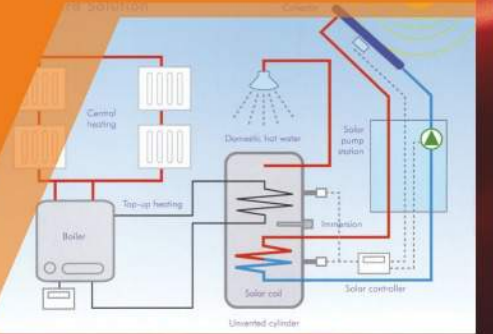 Solution
Collector
Central
heating
Domestic hot water
Solar
pump
station
Top-up heating
Boiler
Immersion
Solar coil
Solar controller
Unvented cylinder